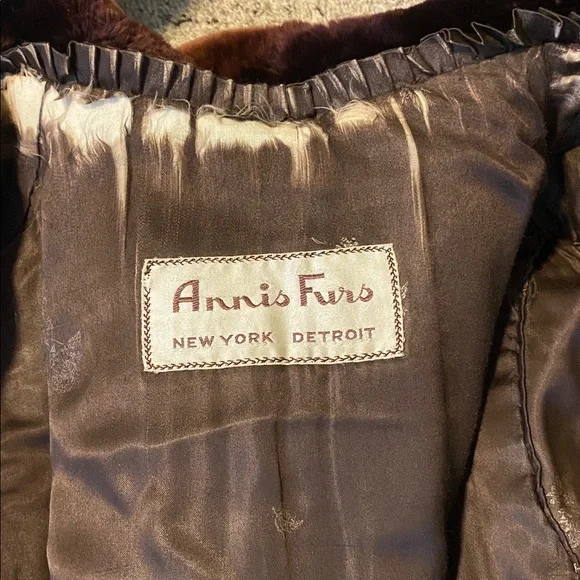 Annis Furs
NEW YORK DETROIT